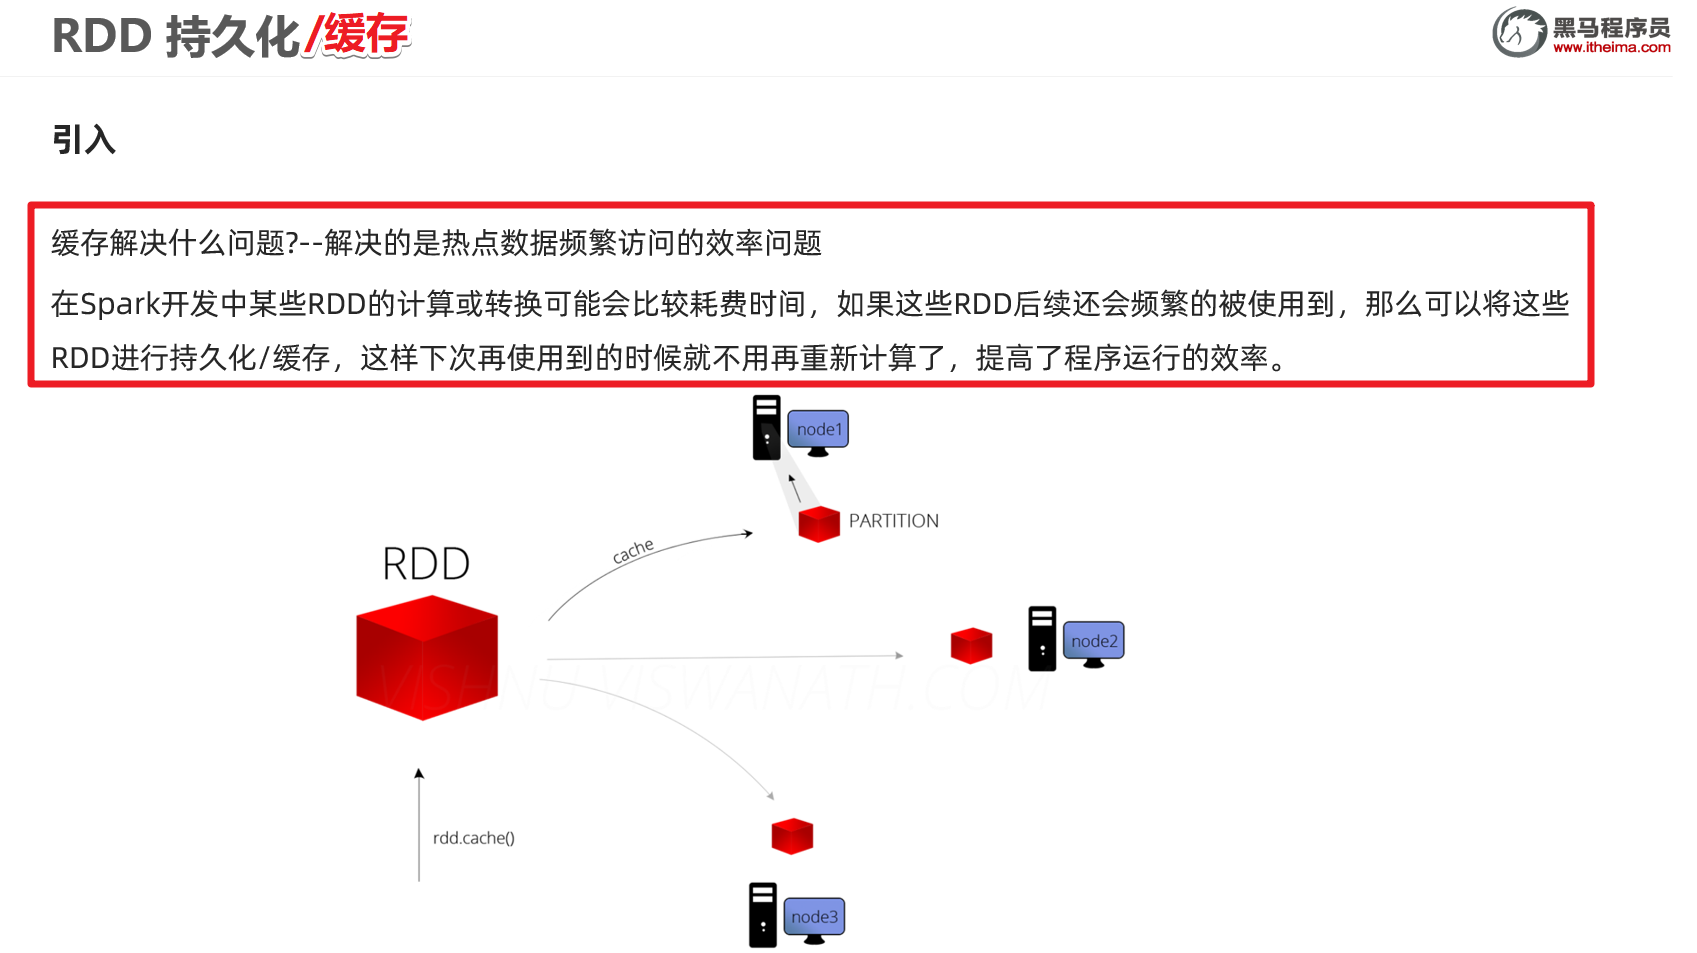 RDD 持久化/缓存
黑马程序员
www.itheima.com
引入
缓存解决什么问题?--解决的是热点数据频繁访问的效率问题
在Spark开发中某些RDD的计算或转换可能会比较耗费时间，如果这些RDD后续还会频繁的被使用到，那么可以将这些
RDD进行持久化/缓存，这样下次再使用到的时候就不用再重新计算了，提高了程序运行的效率。
node1
PARTITION
cache
RDD
node2
VISHNU VISWANATH.COM
rdd.cache()
node3